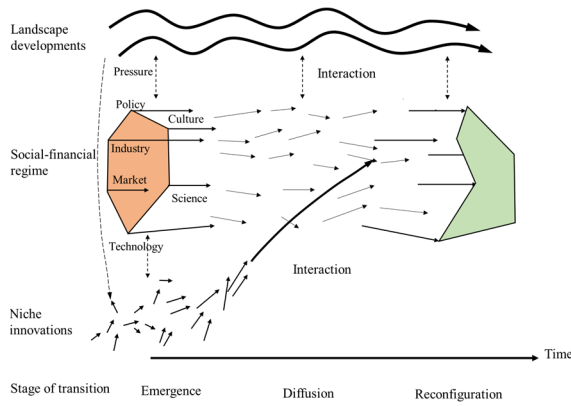 Landscape
developments
Pressure
Interaction
Policy
Culture
Industry
Social-financial
regime
Market
Science
Technology
Interaction
Niche
innovations
Time
Stage of transition
Emergence
Diffusion
Reconfiguration